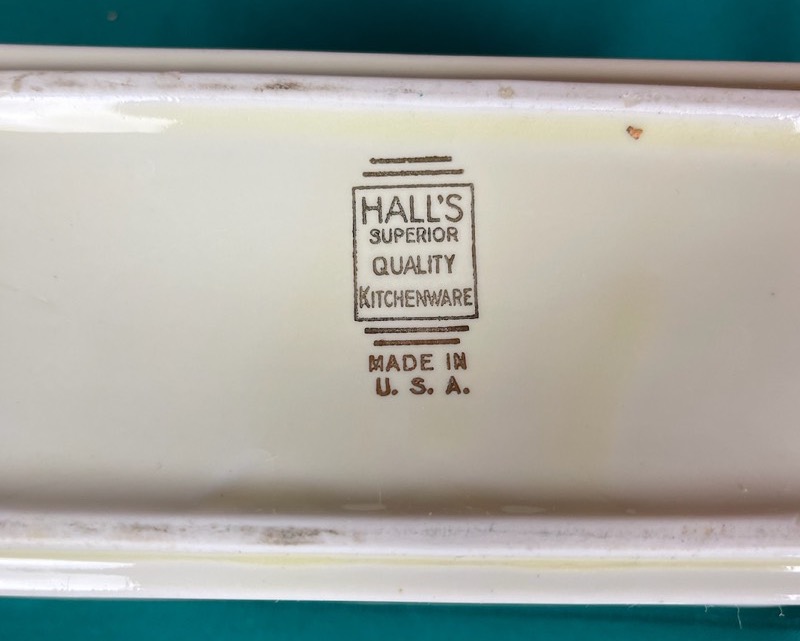 HALL'S
SUPERIOR
QUALITY
KITCHENWARE
MADE IN
U. S. A.